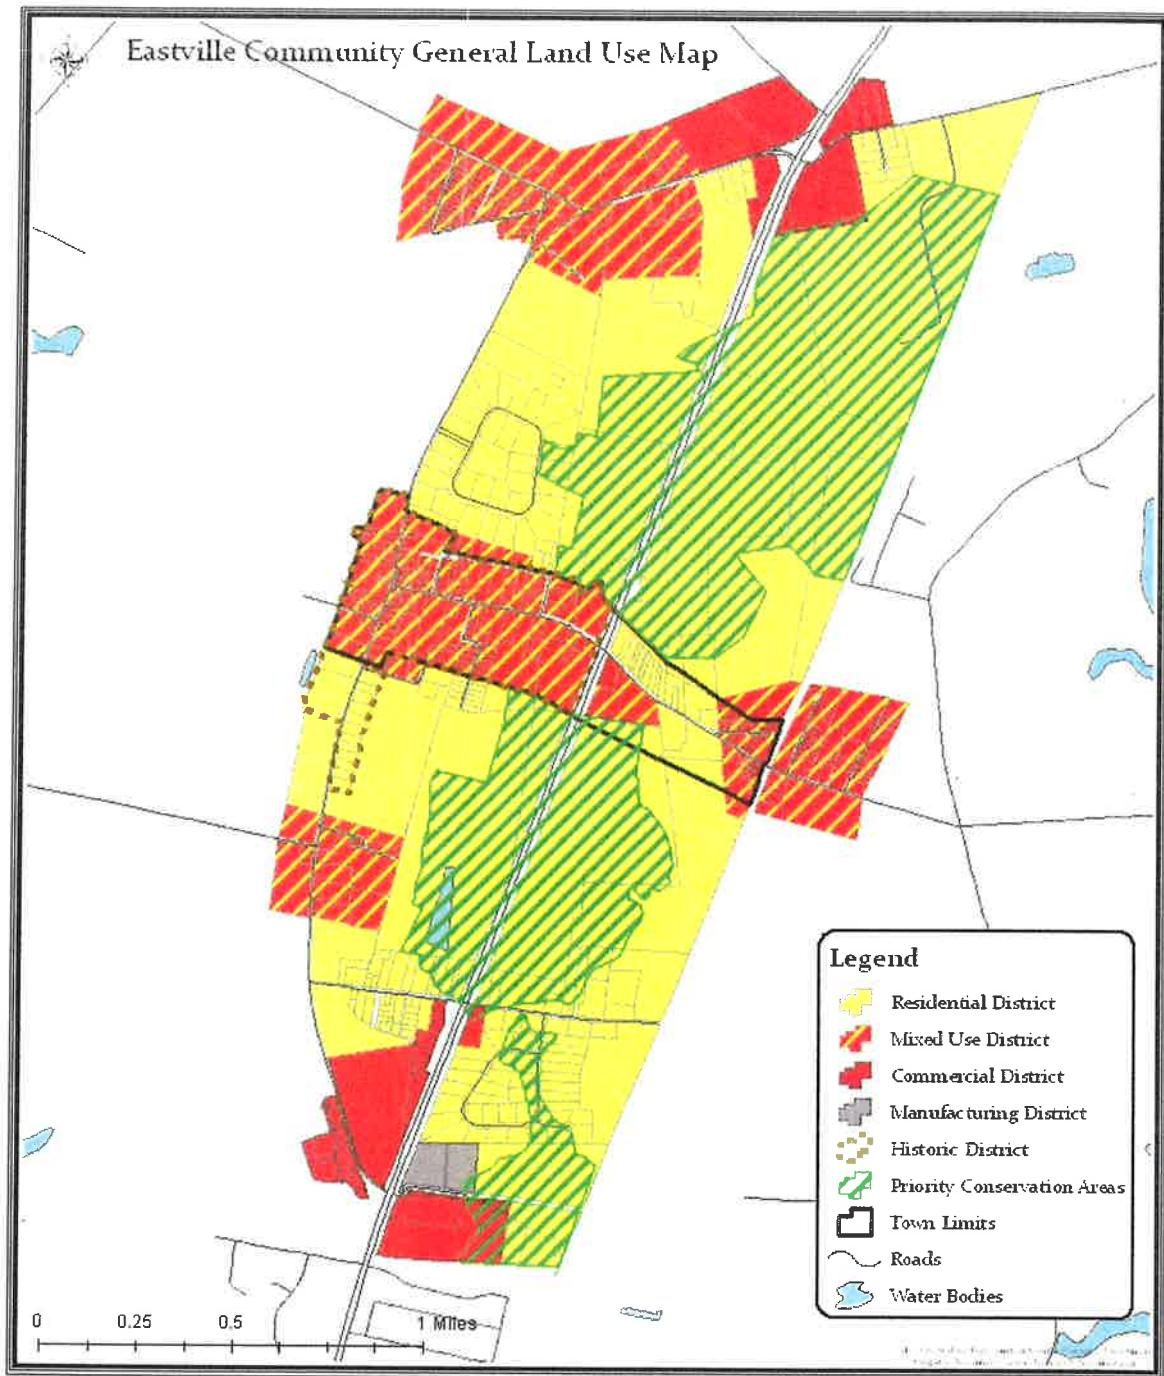 Eastville Community General Land Use Map
Legend
Residential District
Mixed Use District
Commercial District
Manufacturing District
Historic District
Priority Conservation Areas
Town Limits
Roads
Water Bodies
0 0.25 0.5 1 Miles